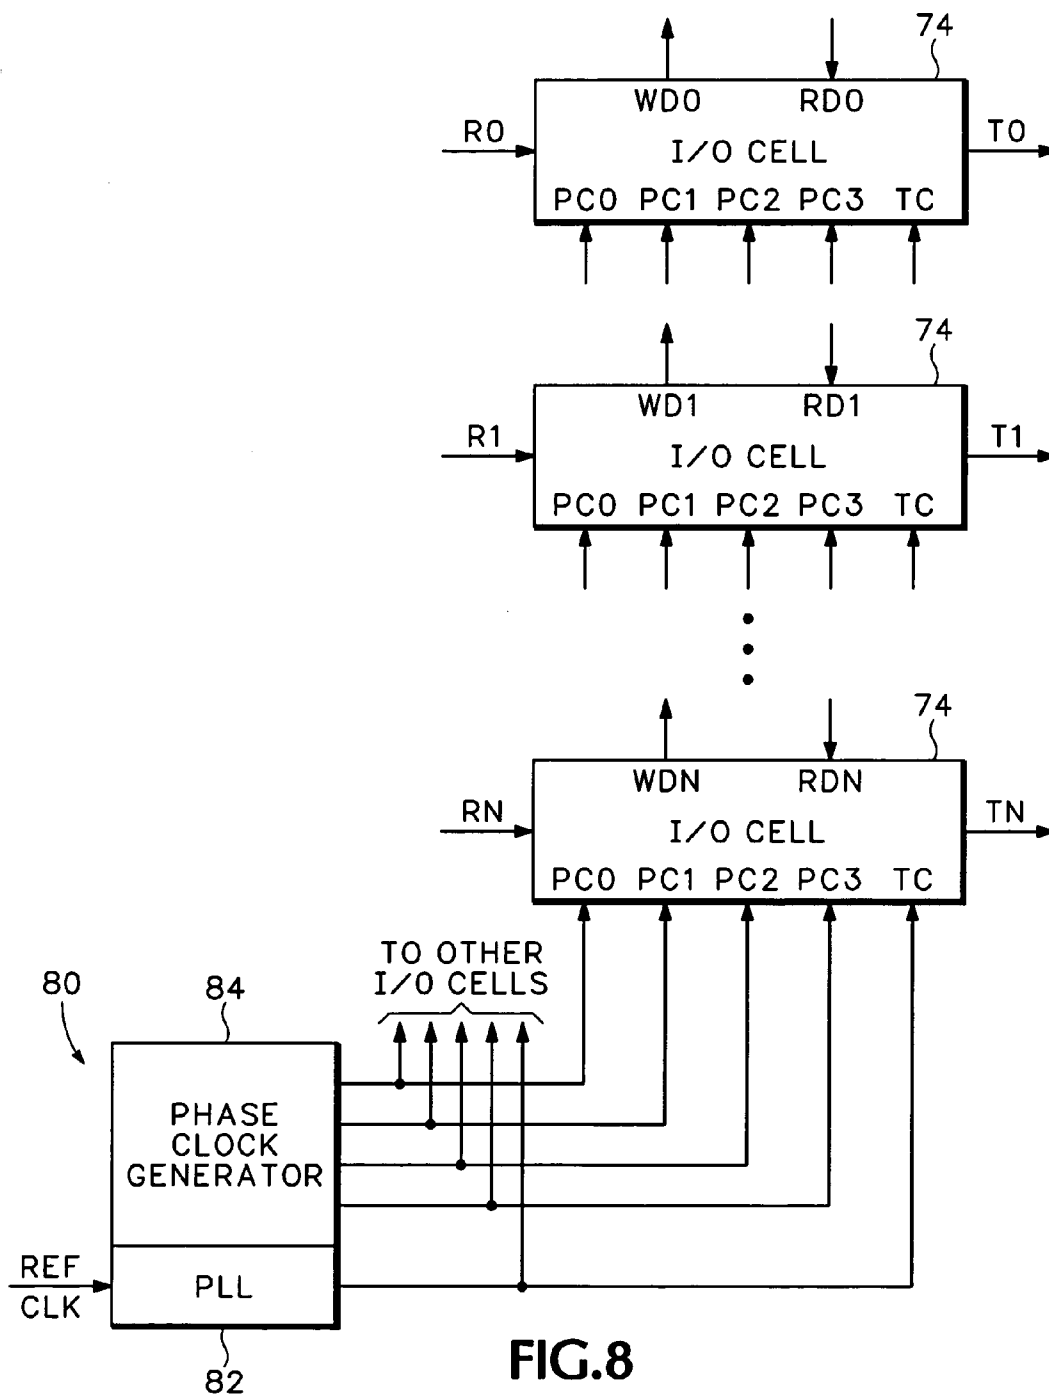 74
WD0 RD0
R0 I/O CELL T0
PC0 PC1 PC2 PC3 TC
74
WD1 RD1
R1 I/O CELL T1
PC0 PC1 PC2 PC3 TC
74
WDN RDN
RN I/O CELL TN
PC0 PC1 PC2 PC3 TC
TO OTHER
I/O CELLS
80
84
PHASE
CLOCK
GENERATOR
REF
CLK
PLL
82
FIG.8